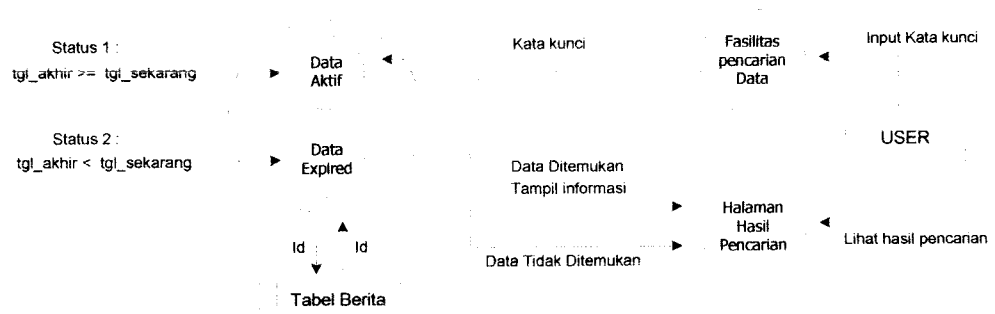 Status 1 :
tgl_akhir >= tgl_sekarang
Data
Aktif
Kata kunci
Fasilitas
pencarian
Data
Input Kata kunci
Status 2 :
tgl_akhir < tgl_sekarang
Data
Expired
USER
Data Ditemukan
Tampil informasi
Halaman
Hasil
Pencarian
Lihat hasil pencarian
Id
Id
Data Tidak Ditemukan
Tabel Berita